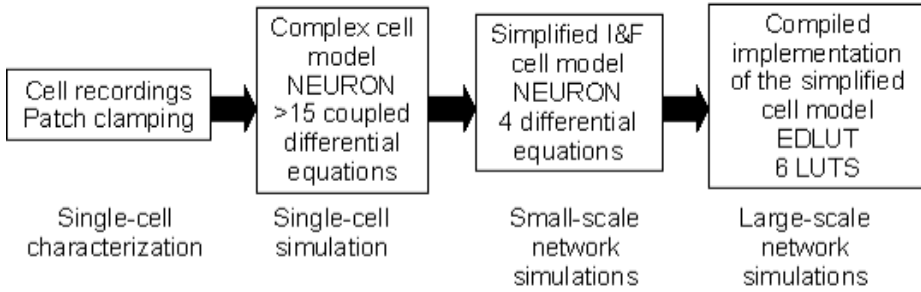 Cell recordings
Patch clamping
Complex cell
model
NEURON
>15 coupled
differential
equations
Simplified I&F
cell model
NEURON
4 differential
equations
Compiled
implementation
of the simplified
cell model
EDLUT
6 LUTS
Single-cell
characterization
Single-cell
simulation
Small-scale
network
simulations
Large-scale
network
simulations